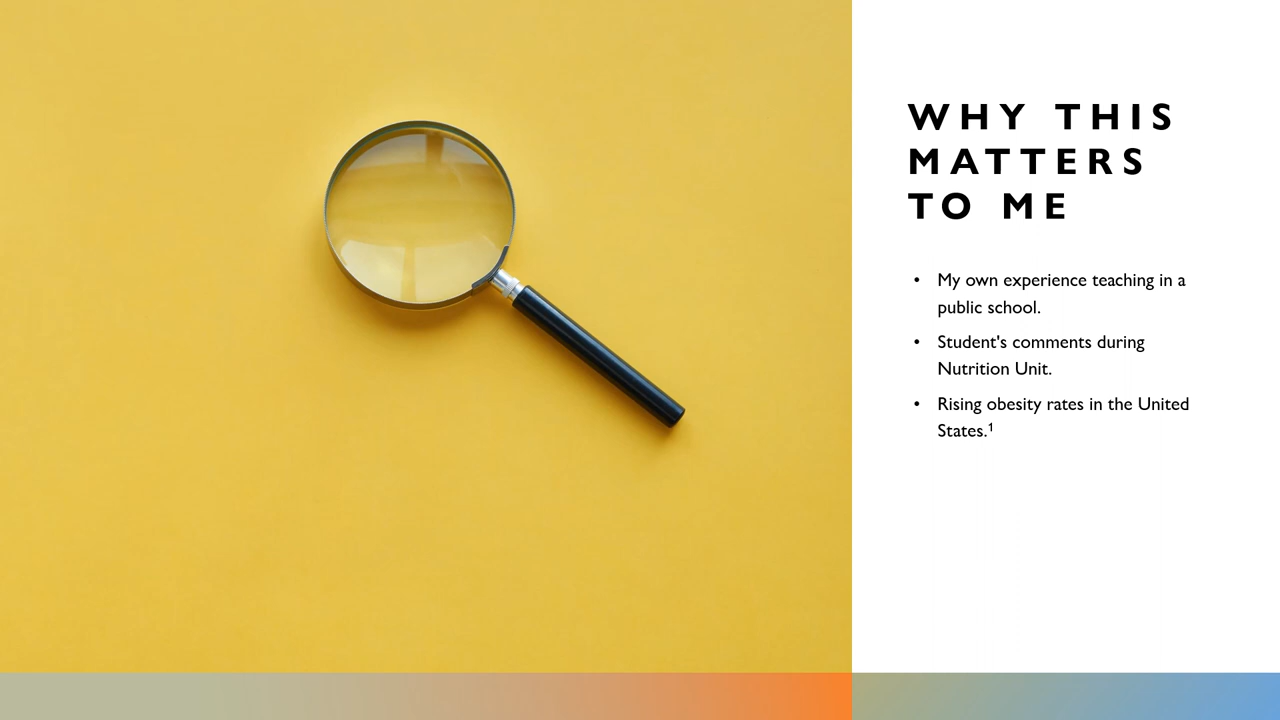 WHY THIS
MATTERS
TO ME
• My own experience teaching in a
public school.
• Student's comments during
Nutrition Unit.
• Rising obesity rates in the United
States.¹